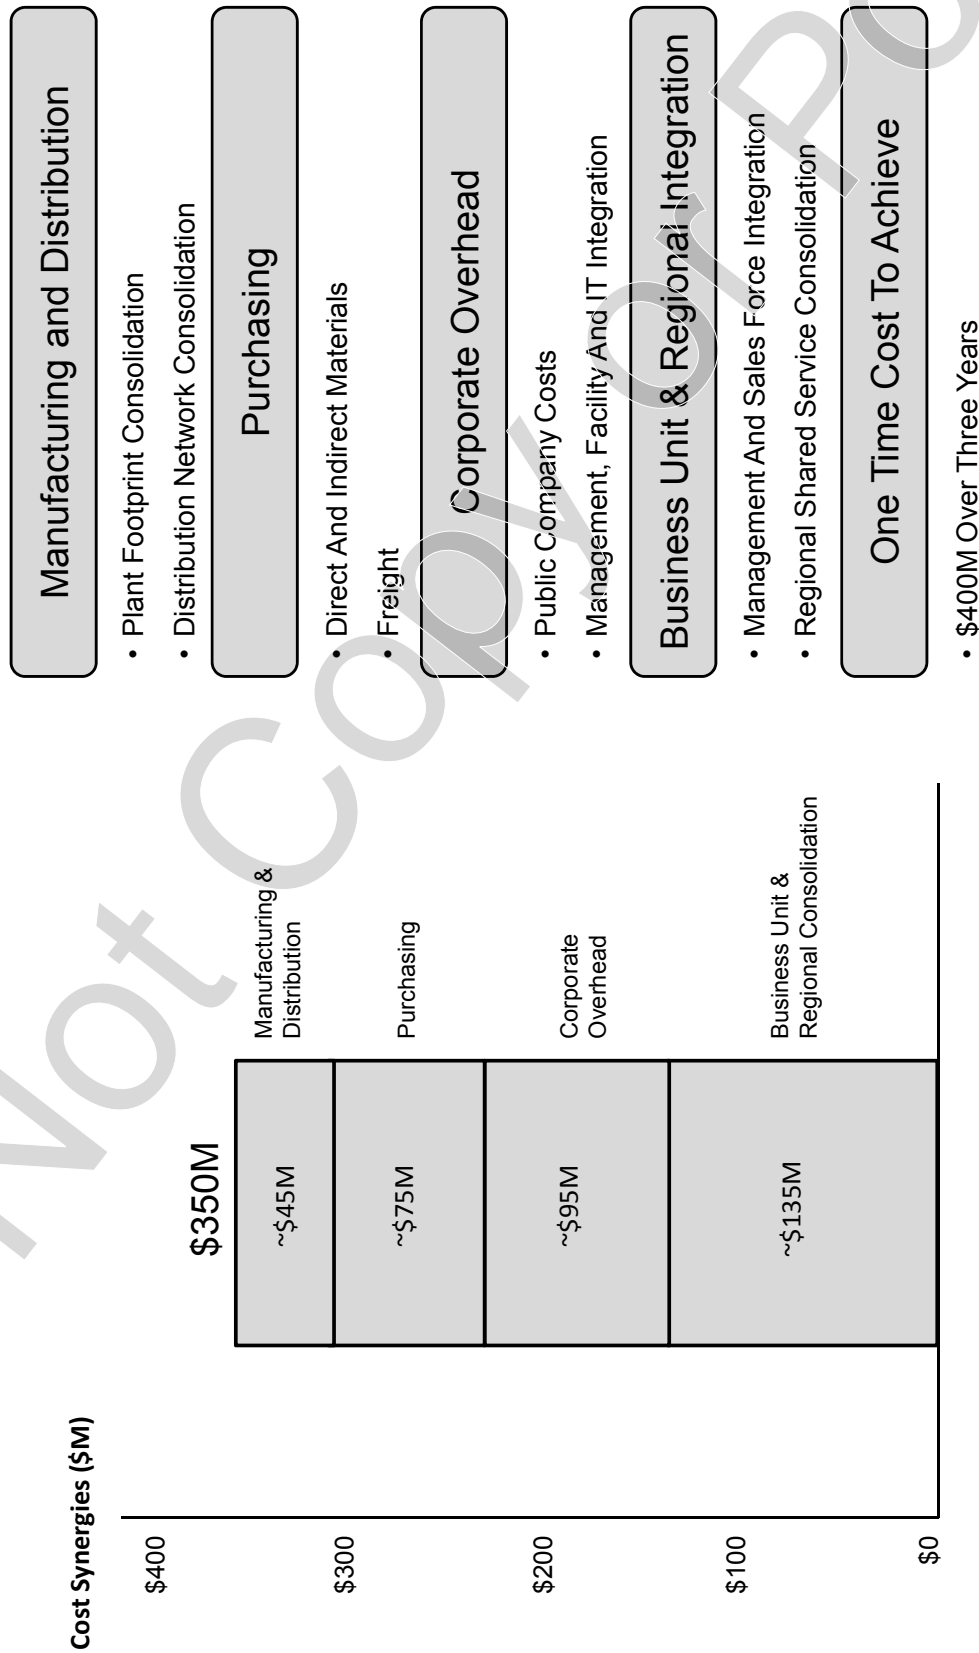 Cost Synergies ($M)
$400
$300
$200
$100
$0
$350M
~$45M
~$75M
~$95M
~$135M
Manufacturing &
Distribution
Purchasing
Corporate
Overhead
Business Unit &
Regional Consolidation
Manufacturing and Distribution
• Plant Footprint Consolidation
• Distribution Network Consolidation
Purchasing
• Direct And Indirect Materials
• Freight
Corporate Overhead
• Public Company Costs
• Management, Facility And IT Integration
Business Unit & Regional Integration
• Management And Sales Force Integration
• Regional Shared Service Consolidation
One Time Cost To Achieve
• $400M Over Three Years
Not Copy or